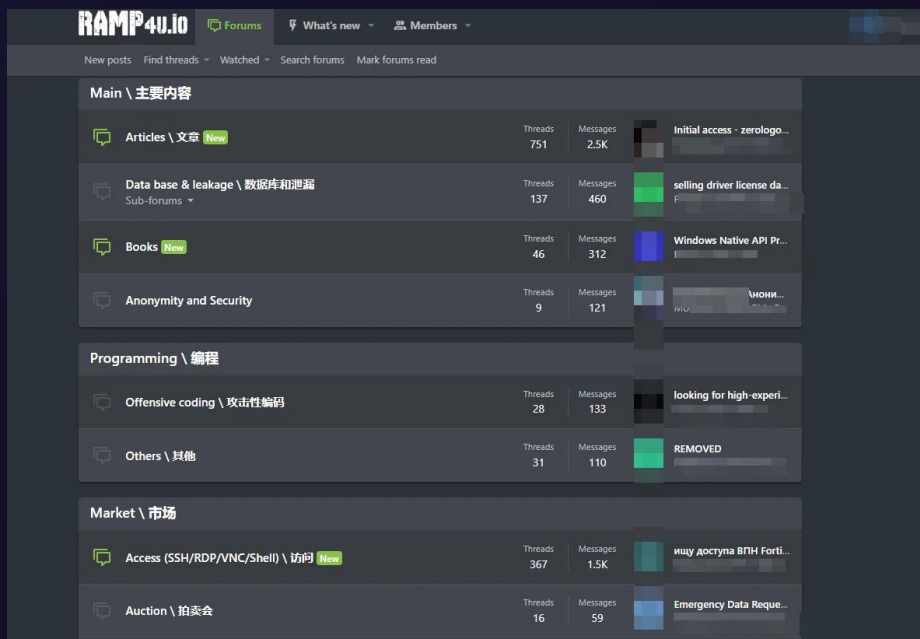 RAMP4U.IO Forums What's new Members
New posts Find threads Watched Search forums Mark forums read
Main \ 主要内容
Articles \ 文章 New
Threads
751
Messages
2.5K
Initial access - zerologo...
Data base & leakage \ 数据库和泄漏
Sub-forums
Threads
137
Messages
460
selling driver license da...
Books New
Threads
46
Messages
312
Windows Native API Pr...
Anonymity and Security
Threads
9
Messages
121
Анони...
Programming \ 编程
Offensive coding \ 攻击性编码
Threads
28
Messages
133
looking for high-experi...
Others \ 其他
Threads
31
Messages
110
REMOVED
Market \ 市场
Access (SSH/RDP/VNC/Shell) \ 访问 New
Threads
367
Messages
1.5K
ищу доступа ВПН Forti...
Auction \ 拍卖会
Threads
16
Messages
59
Emergency Data Reque...